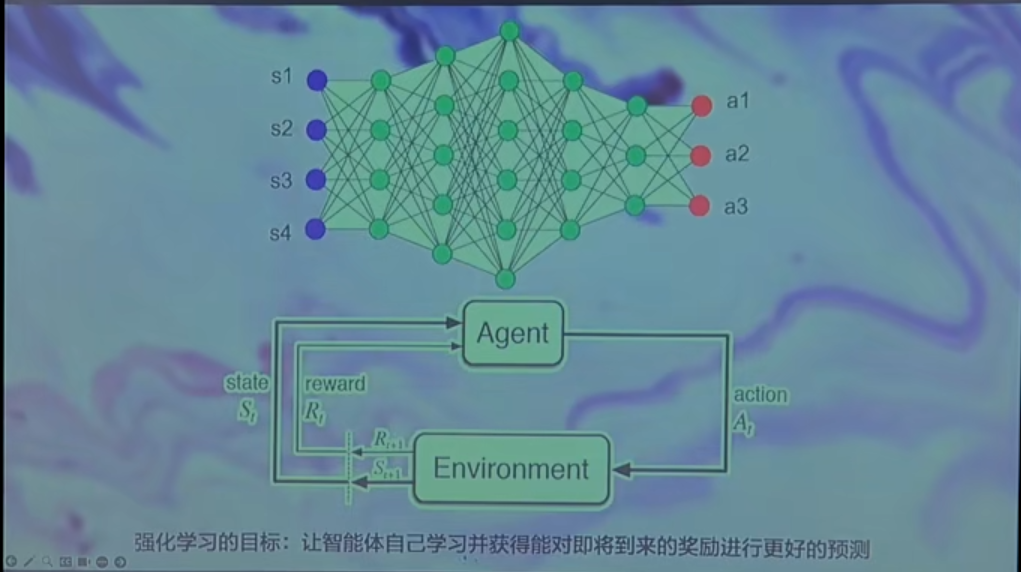 s1
a1
s2
a2
s3
a3
s4
Agent
state
S_t
reward
R_t
action
A_t
R_{t+1}
S_{t+1}
Environment
强化学习的目标：让智能体自己学习并获得能对即将到来的奖励进行更好的预测